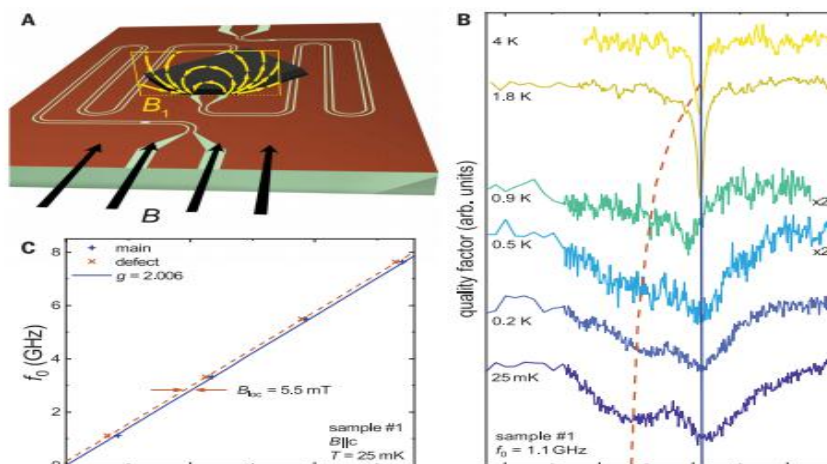 A
B₁
B
C
main
defect
g = 2.006
f₀ (GHz)
8
6
4
2
0
B_loc = 5.5 mT
sample #1
B||c
T = 25 mK
B
quality factor (arb. units)
4 K
1.8 K
0.9 K
x2
0.5 K
x2
0.2 K
25 mK
sample #1
f₀ = 1.1 GHz